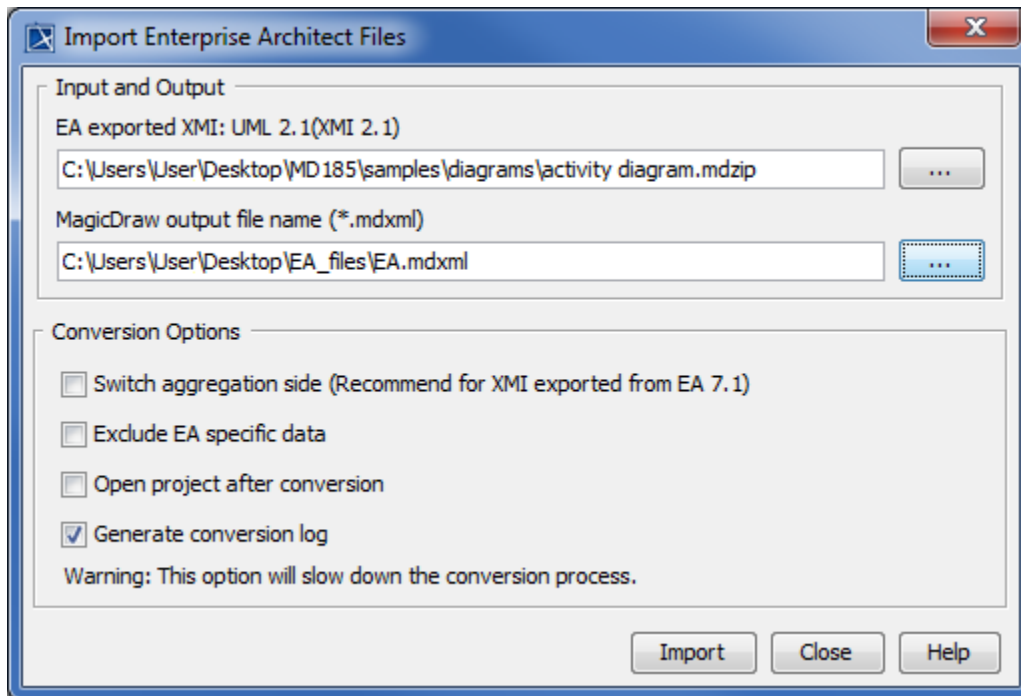 Import Enterprise Architect Files
Input and Output
EA exported XMI: UML 2.1(XMI 2.1)
C:\Users\User\Desktop\MD185\samples\diagrams\activity diagram.mdzip
...
MagicDraw output file name (*.mdxml)
C:\Users\User\Desktop\EA_files\EA.mdxml
...
Conversion Options
Switch aggregation side (Recommend for XMI exported from EA 7.1)
Exclude EA specific data
Open project after conversion
Generate conversion log
Warning: This option will slow down the conversion process.
Import Close Help